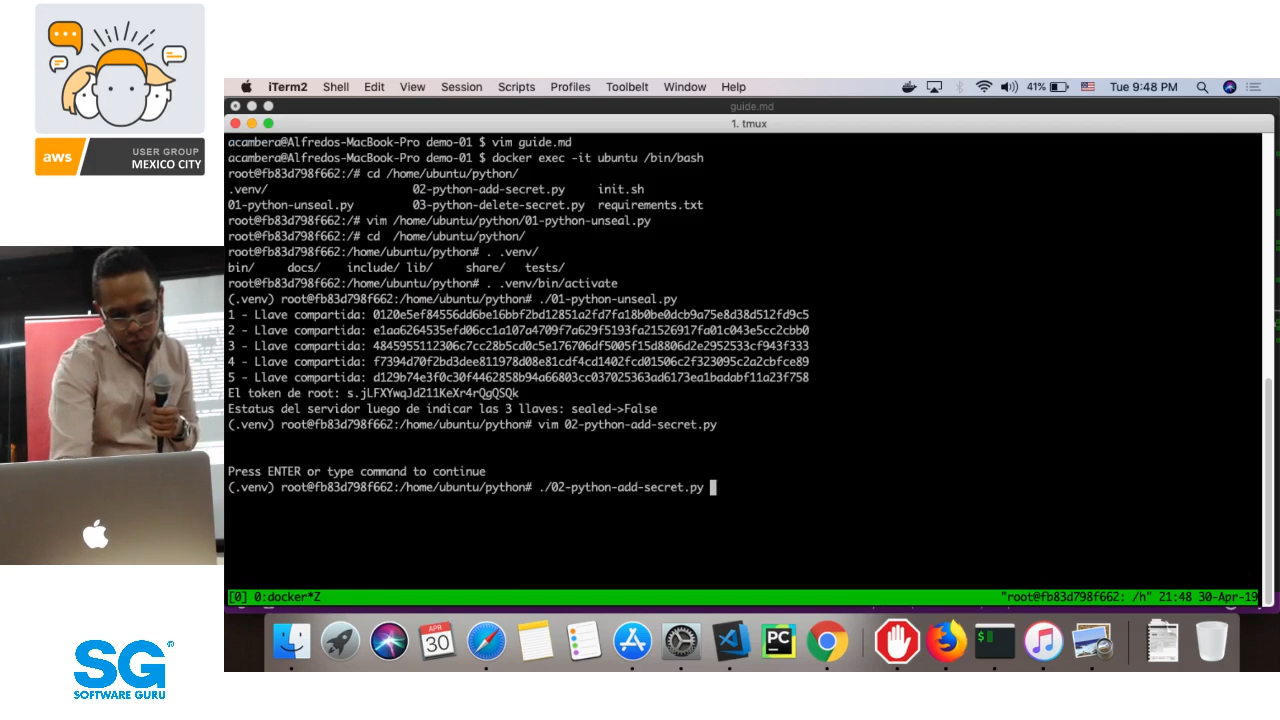 aws
USER GROUP
MEXICO CITY
SG®
SOFTWARE GURU
iTerm2 Shell Edit View Session Scripts Profiles Toolbelt Window Help 41% Tue 9:48 PM
guide.md
1. tmux
acambera@Alfredos-MacBook-Pro demo-01 $ vim guide.md
acambera@Alfredos-MacBook-Pro demo-01 $ docker exec -it ubuntu /bin/bash
root@fb83d798f662:/# cd /home/ubuntu/python/
.venv/ 02-python-add-secret.py init.sh
01-python-unseal.py 03-python-delete-secret.py requirements.txt
root@fb83d798f662:/# vim /home/ubuntu/python/01-python-unseal.py
root@fb83d798f662:/# cd /home/ubuntu/python/
root@fb83d798f662:/home/ubuntu/python# . .venv/
bin/ docs/ include/ lib/ share/ tests/
root@fb83d798f662:/home/ubuntu/python# . .venv/bin/activate
(.venv) root@fb83d798f662:/home/ubuntu/python# ./01-python-unseal.py
1 - Llave compartida: 0120e5ef84556dd6be16bbf2bd12851a2fd7fa18b0be0dcb9a75e8d38d512fd9c5
2 - Llave compartida: e1aa6264535efd06cc1a107a4709f7a629f5193fa21526917fa01c043e5cc2cbb0
3 - Llave compartida: 4845955112306c7cc28b5cd0c5e176706df5005f15d8806d2e2952533cf943f333
4 - Llave compartida: f7394d70f2bd3dee811978d08e81cdf4cd1402fcd01506c2f323095c2a2cbfce89
5 - Llave compartida: d129b74e3f0c30f4462858b94a66803cc037025363ad6173ea1badabf11a23f758
El token de root: s.jLFXYwqJd211KeXr4rQgQSQk
Estatus del servidor luego de indicar las 3 llaves: sealed->False
(.venv) root@fb83d798f662:/home/ubuntu/python# vim 02-python-add-secret.py
Press ENTER or type command to continue
(.venv) root@fb83d798f662:/home/ubuntu/python# ./02-python-add-secret.py
[0] 0:docker*Z "root@fb83d798f662: /h" 21:48 30-Apr-19
APR
30
PC
$